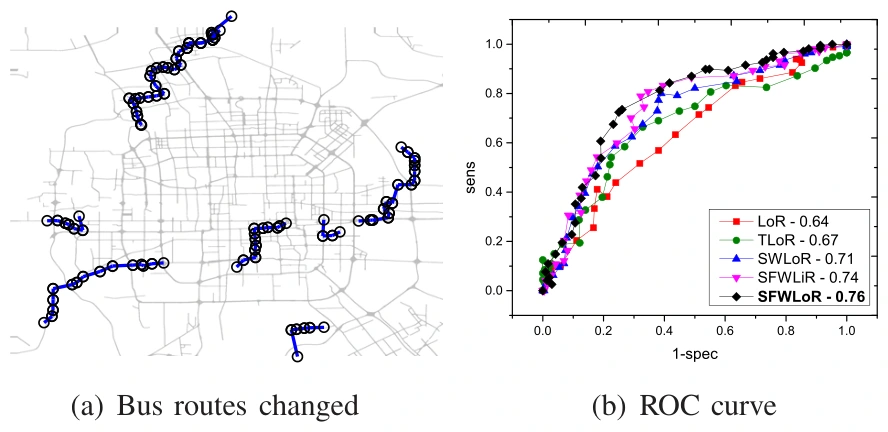 sens
1.0
0.8
0.6
0.4
0.2
0.0
LoR - 0.64
TLoR - 0.67
SWLoR - 0.71
SFWLiR - 0.74
SFWLoR - 0.76
0.0 0.2 0.4 0.6 0.8 1.0
1-spec
(a) Bus routes changed
(b) ROC curve